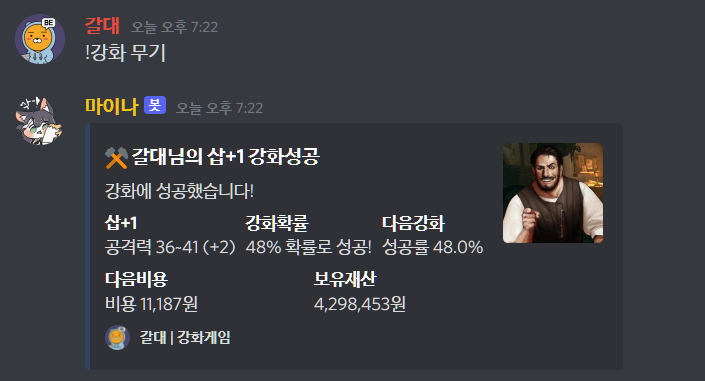 BE
갈대 오늘 오후 7:22
!강화 무기
마이나 봇 오늘 오후 7:22
갈대님의 삽+1 강화성공
강화에 성공했습니다!
삽+1 강화확률 다음강화
공격력 36~41 (+2) 48% 확률로 성공! 성공률 48.0%
다음비용 보유재산
비용 11,187원 4,298,453원
갈대 | 강화게임